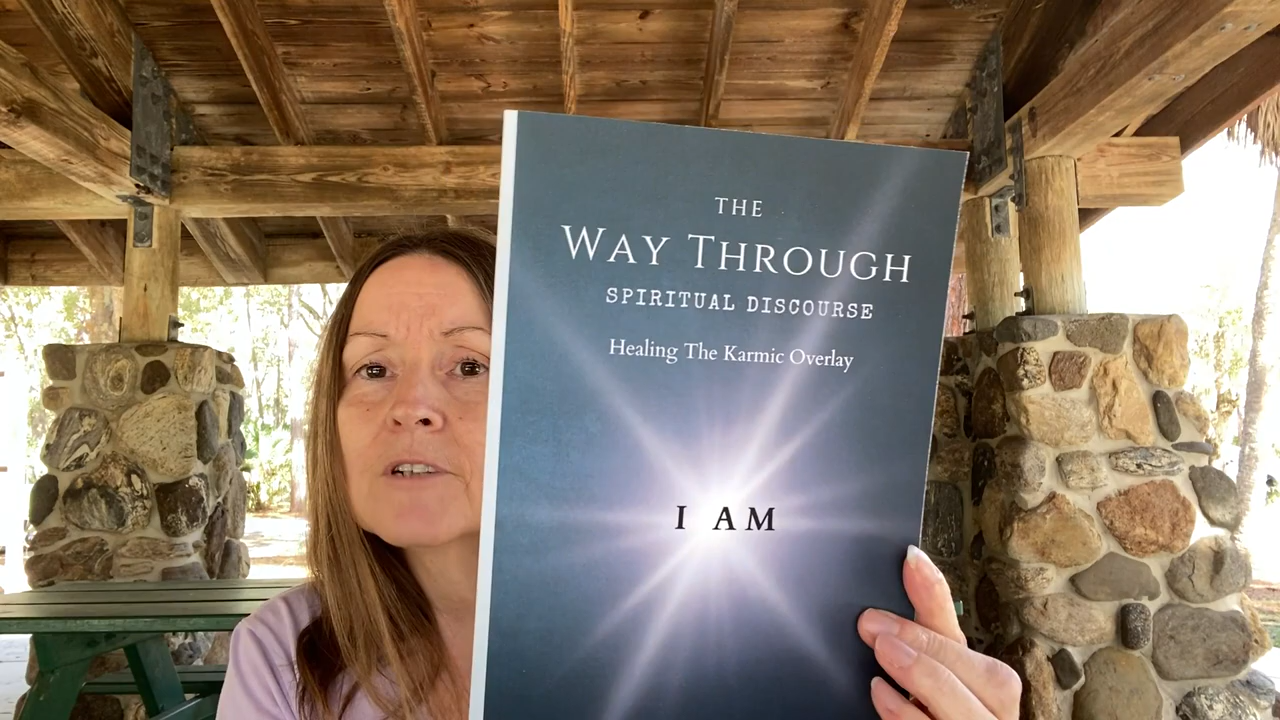 THE
WAY THROUGH
SPIRITUAL DISCOURSE
Healing The Karmic Overlay
I AM